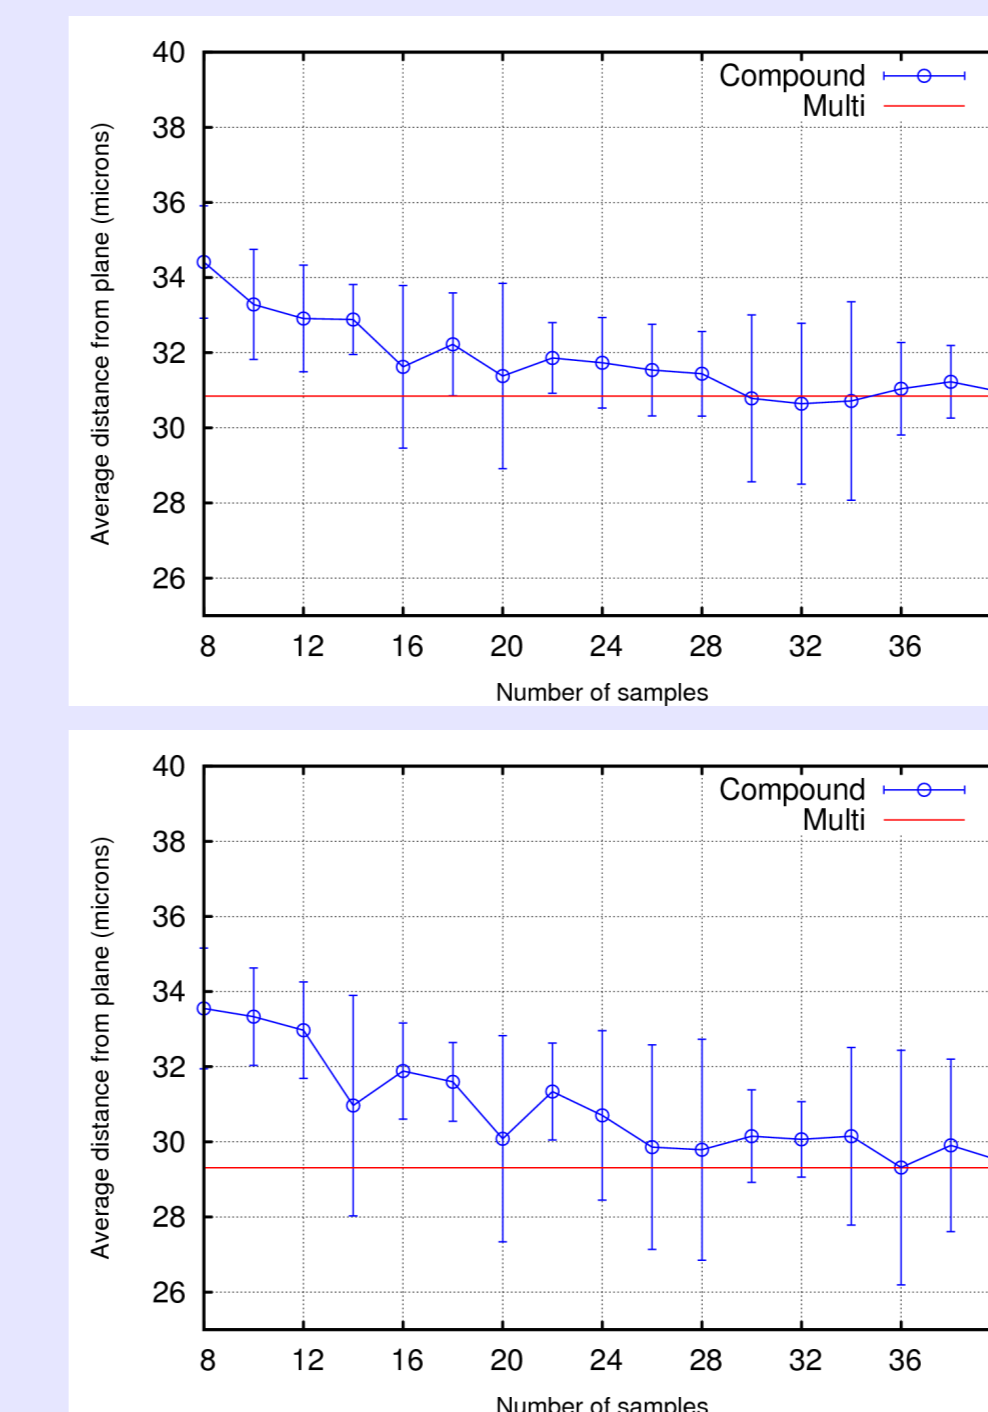 40
38
36
34
32
30
28
26
8 12 16 20 24 28 32 36
Average distance from plane (microns)
Number of samples
Compound
Multi
40
38
36
34
32
30
28
26
8 12 16 20 24 28 32 36
Average distance from plane (microns)
Number of samples
Compound
Multi